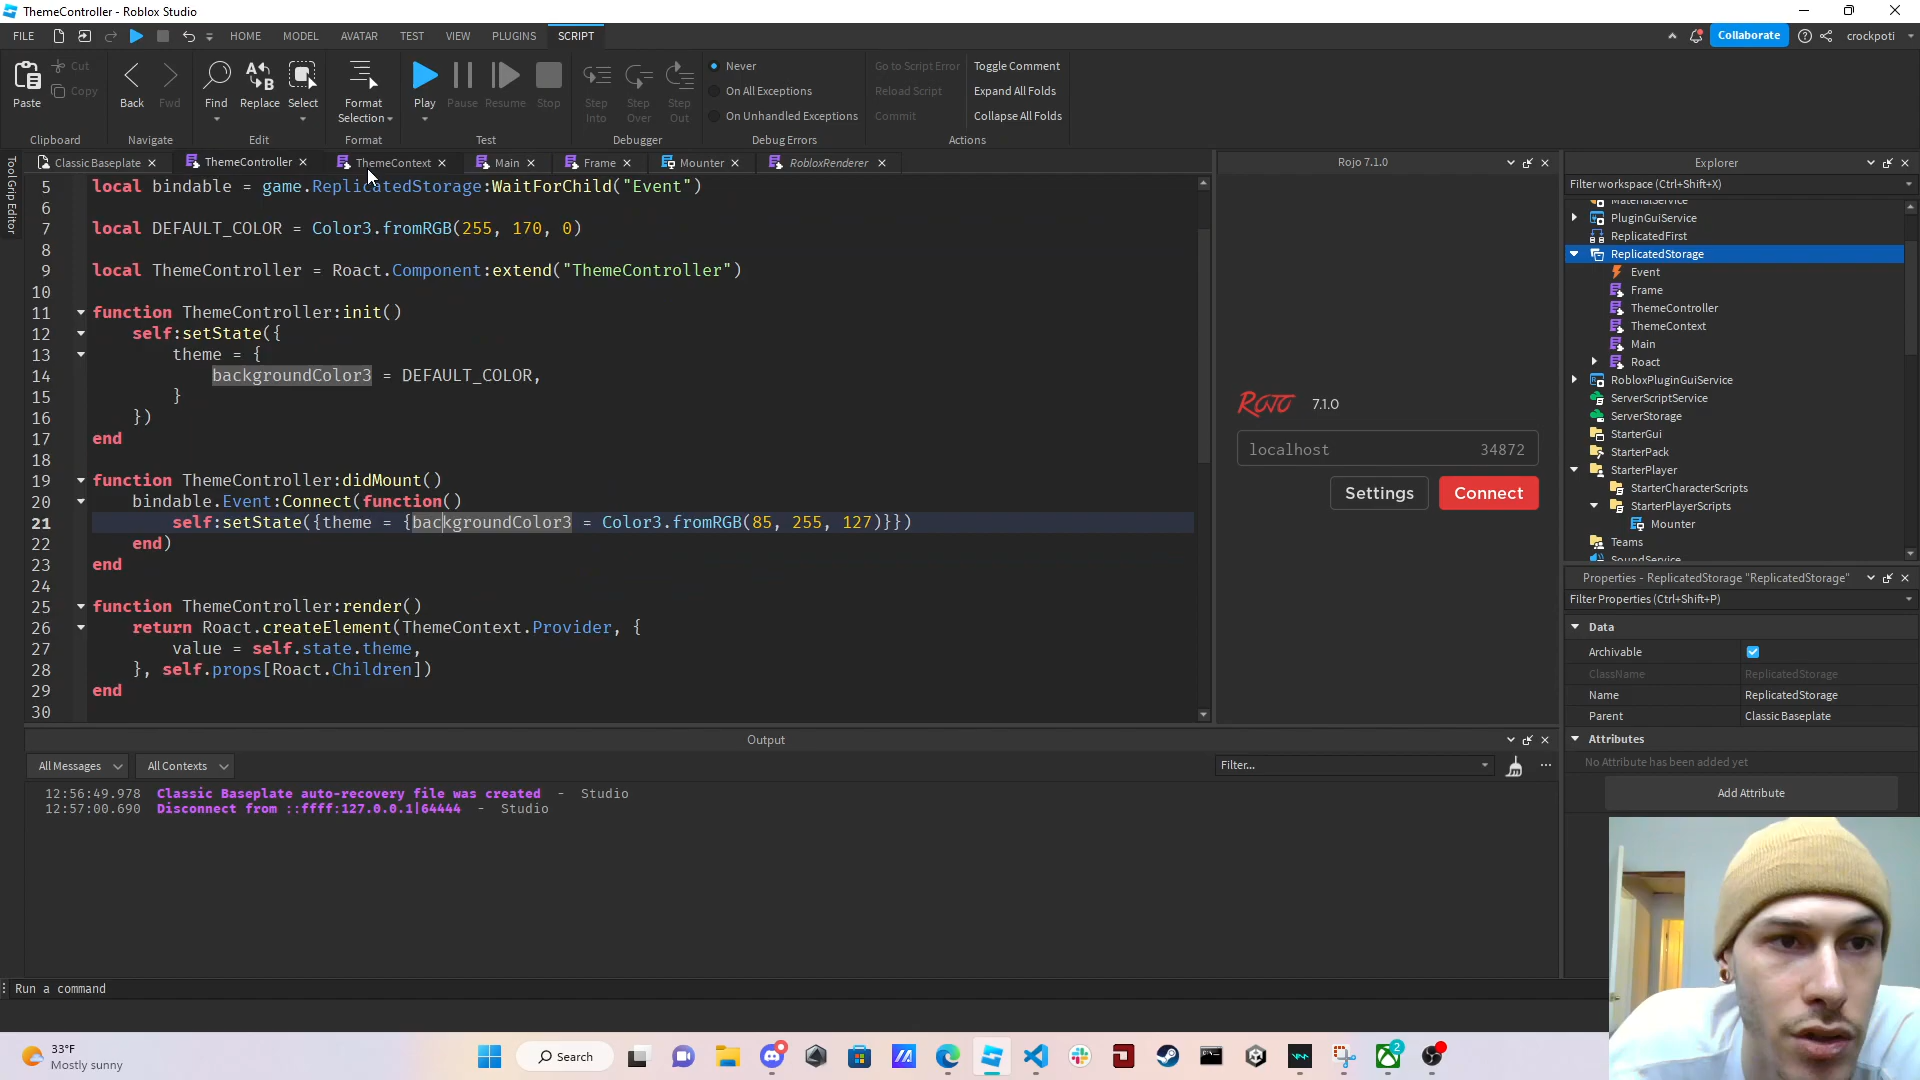 ThemeController - Roblox Studio
FILE HOME MODEL AVATAR TEST VIEW PLUGINS SCRIPT Collaborate crockpoti
Paste Cut Copy
Clipboard
Back Fwd
Navigate
Find Replace Select
Edit
Format Selection
Format
Play Pause Resume Stop
Test
Step Into Step Over Step Out
Debugger
Never
On All Exceptions
On Unhandled Exceptions
Debug Errors
Go to Script Error
Reload Script
Commit
Toggle Comment
Expand All Folds
Collapse All Folds
Actions
Tool Grip Editor
Classic Baseplate ThemeController ThemeContext Main Frame Mounter RobloxRenderer
5 local bindable = game.ReplicatedStorage:WaitForChild("Event")
6
7 local DEFAULT_COLOR = Color3.fromRGB(255, 170, 0)
8
9 local ThemeController = Roact.Component:extend("ThemeController")
10
11 function ThemeController:init()
12 self:setState({
13 theme = {
14 backgroundColor3 = DEFAULT_COLOR,
15 }
16 })
17 end
18
19 function ThemeController:didMount()
20 bindable.Event:Connect(function()
21 self:setState({theme = {backgroundColor3 = Color3.fromRGB(85, 255, 127)}})
22 end)
23 end
24
25 function ThemeController:render()
26 return Roact.createElement(ThemeContext.Provider, {
27 value = self.state.theme,
28 }, self.props[Roact.Children])
29 end
30
Rojo 7.1.0
ROJO 7.1.0
localhost 34872
Settings Connect
Explorer
Filter workspace (Ctrl+Shift+X)
MaterialService
PluginGuiService
ReplicatedFirst
ReplicatedStorage
Event
Frame
ThemeController
ThemeContext
Main
Roact
RobloxPluginGuiService
ServerScriptService
ServerStorage
StarterGui
StarterPack
StarterPlayer
StarterCharacterScripts
StarterPlayerScripts
Mounter
Teams
SoundService
Properties - ReplicatedStorage "ReplicatedStorage"
Filter Properties (Ctrl+Shift+P)
Data
Archivable
ClassName ReplicatedStorage
Name ReplicatedStorage
Parent Classic Baseplate
Attributes
No Attribute has been added yet
Add Attribute
Output
All Messages All Contexts Filter...
12:56:49.978 Classic Baseplate auto-recovery file was created - Studio
12:57:00.690 Disconnect from ::ffff:127.0.0.1|64444 - Studio
Run a command
33°F
Mostly sunny
Search
2